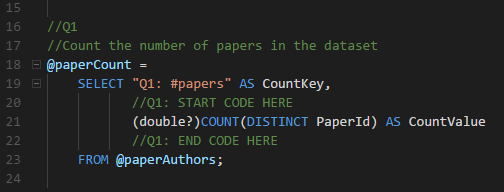 15
16 //Q1
17 //Count the number of papers in the dataset
18 @paperCount =
19 SELECT "Q1: #papers" AS CountKey,
20 //Q1: START CODE HERE
21 (double?)COUNT(DISTINCT PaperId) AS CountValue
22 //Q1: END CODE HERE
23 FROM @paperAuthors;
24